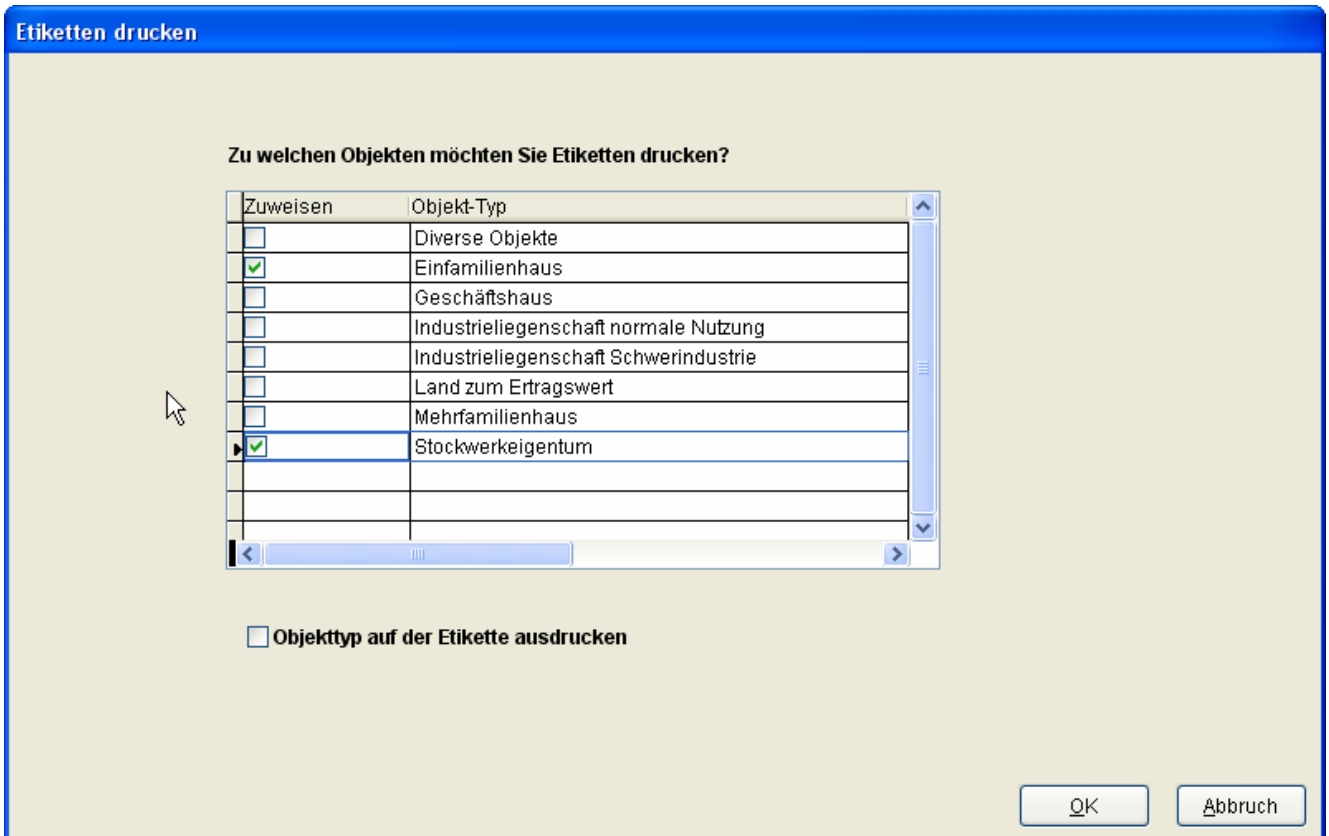 Etiketten drucken
Zu welchen Objekten möchten Sie Etiketten drucken?
Zuweisen Objekt-Typ
Diverse Objekte
Einfamilienhaus
Geschäftshaus
Industrieliegenschaft normale Nutzung
Industrieliegenschaft Schwerindustrie
Land zum Ertragswert
Mehrfamilienhaus
Stockwerkeigentum
Objekttyp auf der Etikette ausdrucken
OK Abbruch